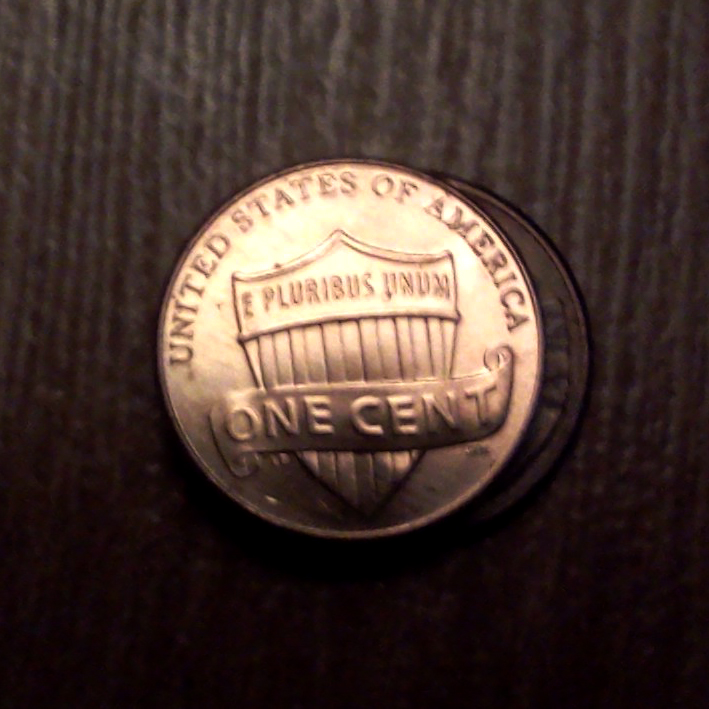 UNITED STATES OF AMERICA
E PLURIBUS UNUM
ONE CENT